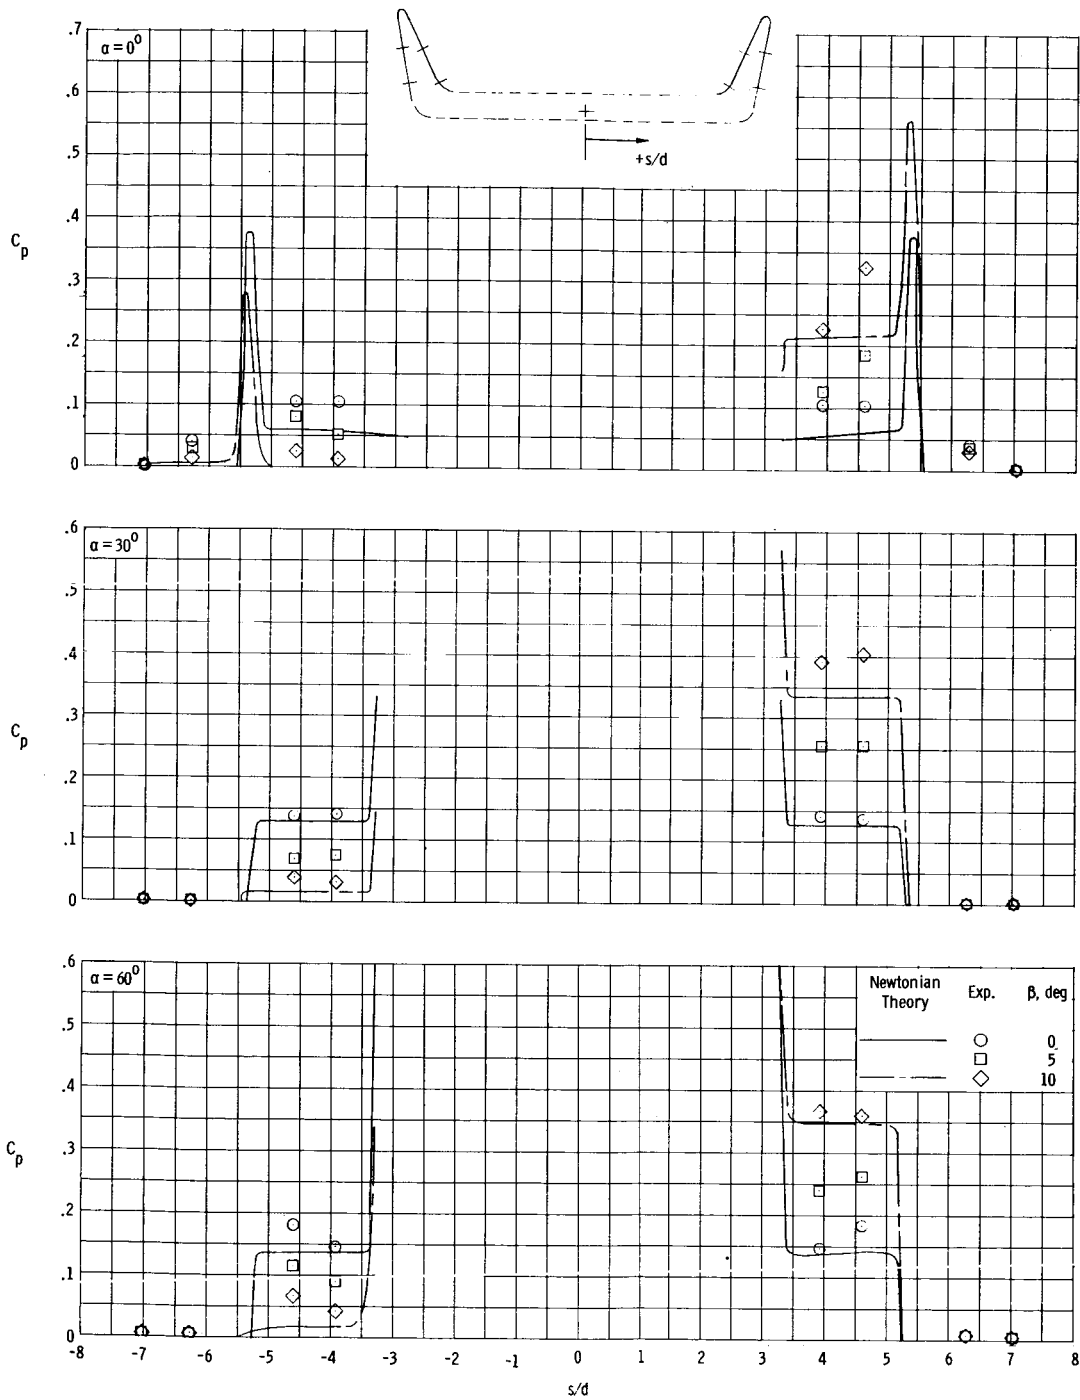 α = 0°
.7
.6
.5
.4
.3
.2
.1
0
C_p
+s/d
α = 30°
.6
.5
.4
.3
.2
.1
0
C_p
α = 60°
.6
.5
.4
.3
.2
.1
0
C_p
Newtonian Theory Exp. β, deg
0
5
10
-8 -7 -6 -5 -4 -3 -2 -1 0 1 2 3 4 5 6 7 8
s/d